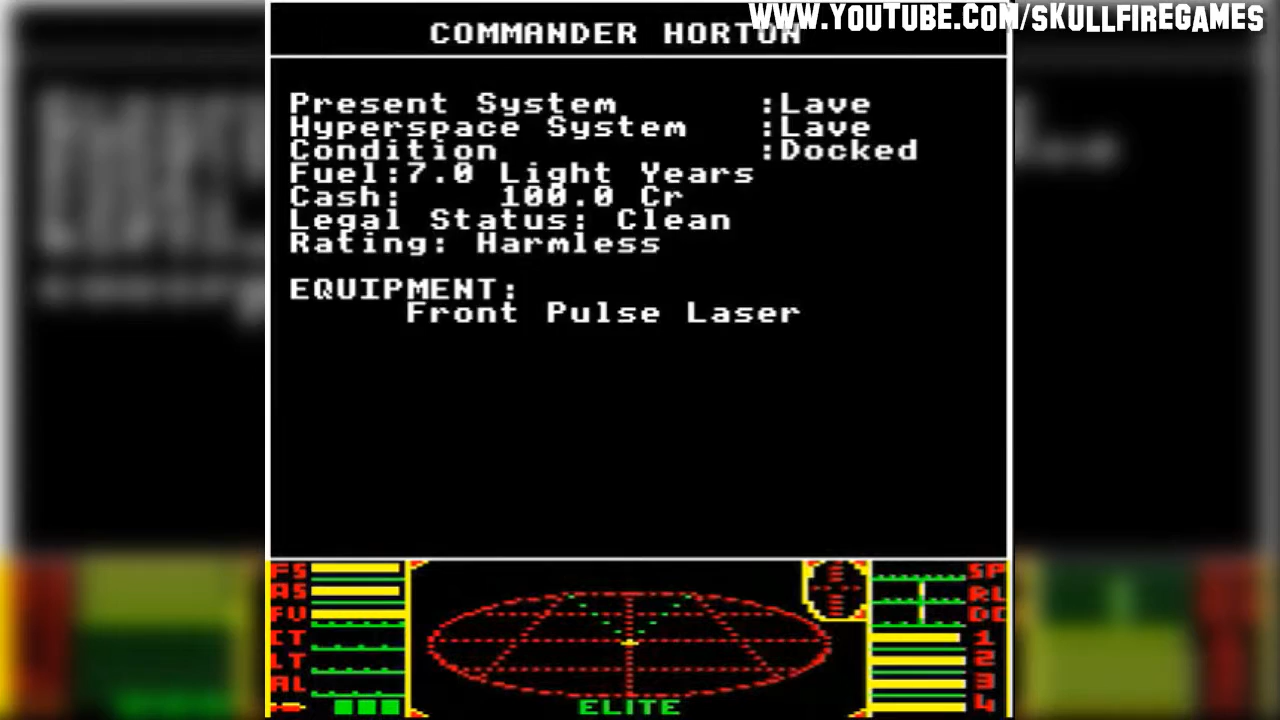 WWW.YOUTUBE.COM/SKULLFIREGAMES
COMMANDER HORTON
Present System :Lave
Hyperspace System :Lave
Condition :Docked
Fuel:7.0 Light Years
Cash: 100.0 Cr
Legal Status: Clean
Rating: Harmless
EQUIPMENT:
Front Pulse Laser
FS SP
AS RL
FU DC
CT 1
LT 2
AL 3
4
ELITE